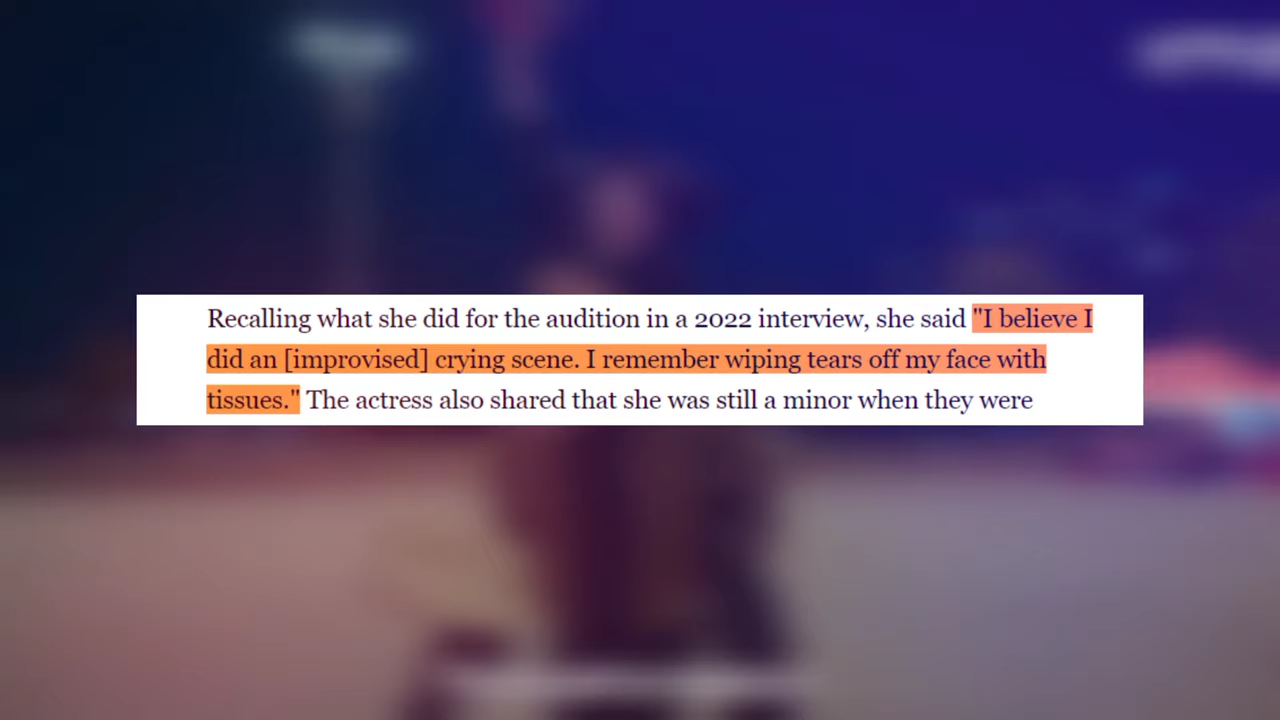 Recalling what she did for the audition in a 2022 interview, she said "I believe I
did an [improvised] crying scene. I remember wiping tears off my face with
tissues." The actress also shared that she was still a minor when they were